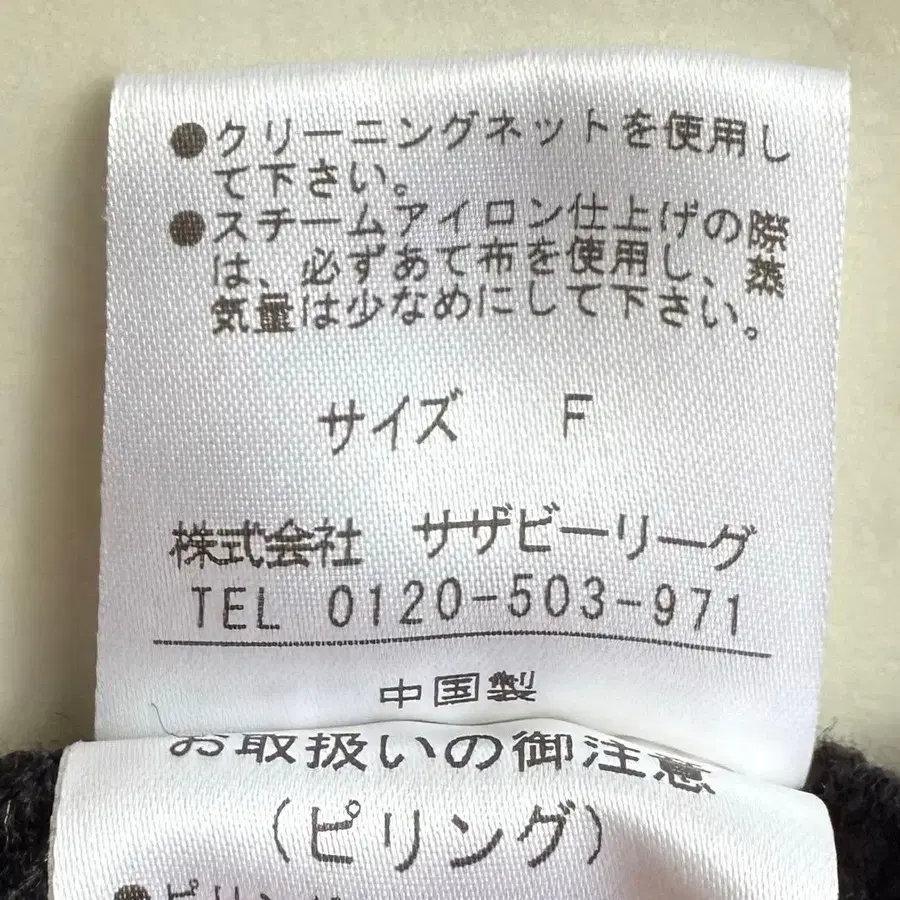 ●クリーニングネットを使用し
て下さい。
●スチームアイロン仕上げの際
は、必ずあて布を使用し、蒸
気量は少なめにして下さい。
サイズ F
株式会社 サザビーリーグ
TEL 0120-503-971
中国製
お取扱いの御注意
(ピリング)